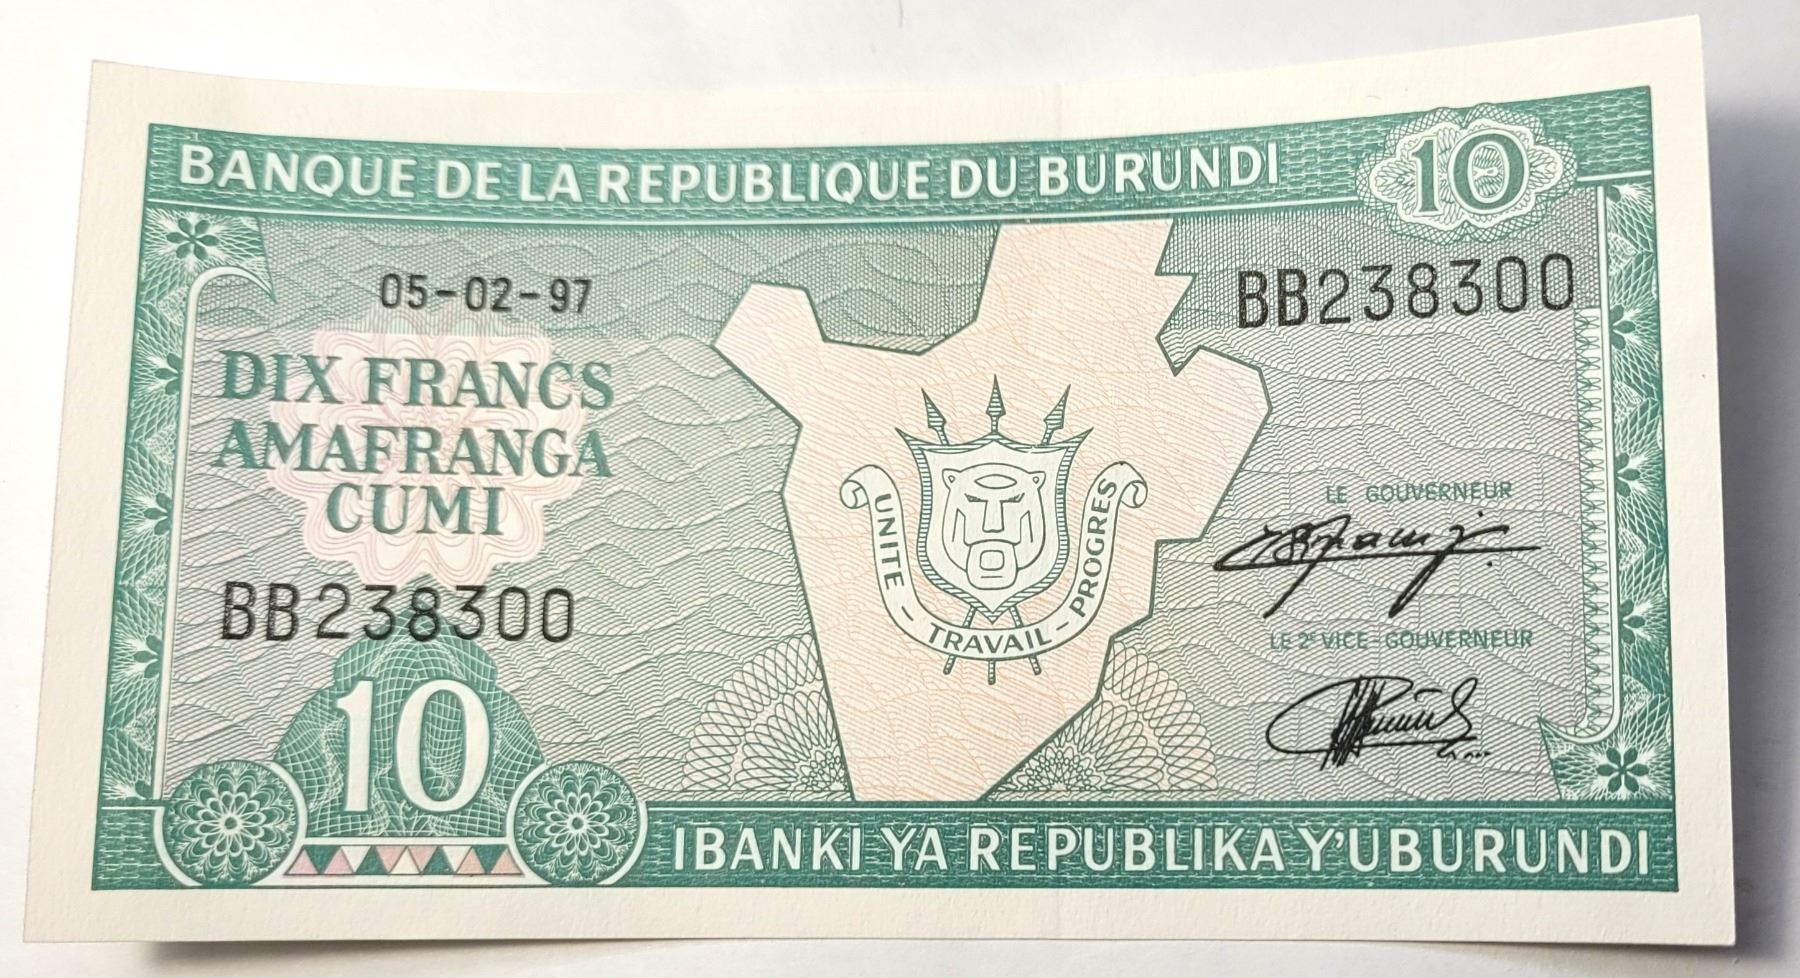 BANQUE DE LA REPUBLIQUE DU BURUNDI
10
05-02-97
BB238300
DIX FRANCS
AMAFRANGA
CUMI
UNITE - TRAVAIL - PROGRES
LE GOUVERNEUR
BB238300
LE 2E VICE-GOUVERNEUR
10
IBANKI YA REPUBLIKA Y'UBURUNDI